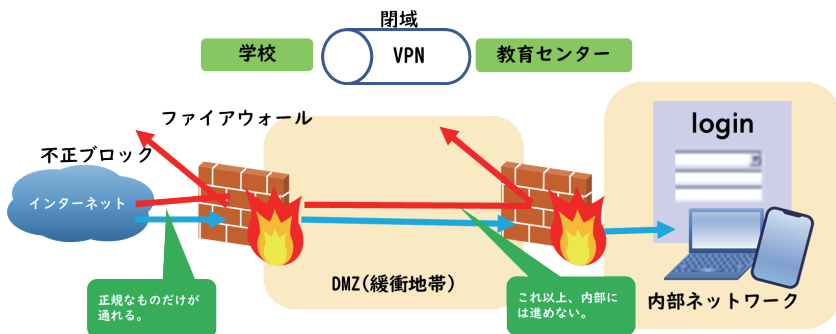 閉域
学校
VPN
教育センター
ファイアウォール
login
不正ブロック
インターネット
DMZ(緩衝地帯)
正規なものだけが
通れる。
これ以上、内部に
は進めない。
内部ネットワーク